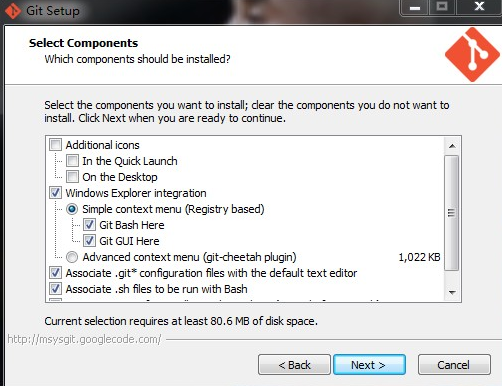 Git Setup
Select Components
Which components should be installed?
Select the components you want to install; clear the components you do not want to
install. Click Next when you are ready to continue.
Additional icons
In the Quick Launch
On the Desktop
Windows Explorer integration
Simple context menu (Registry based)
Git Bash Here
Git GUI Here
Advanced context menu (git-cheetah plugin) 1,022 KB
Associate .git* configuration files with the default text editor
Associate .sh files to be run with Bash
Current selection requires at least 80.6 MB of disk space.
http://msysgit.googlecode.com/
< Back
Next >
Cancel